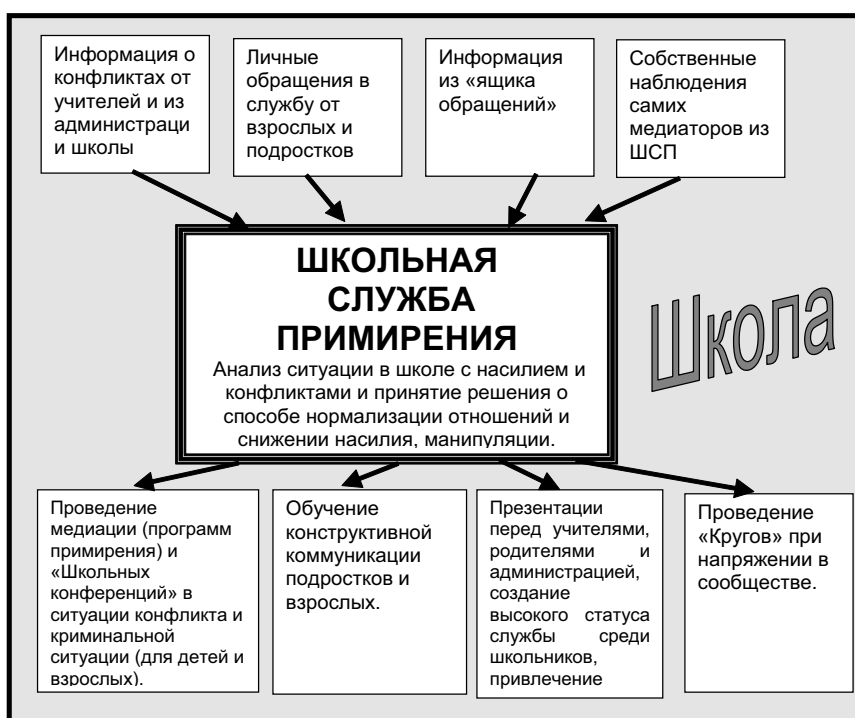 Информация о
конфликтах от
учителей и из
администраци
и школы
Личные
обращения в
службу от
взрослых и
подростков
Информация
из «ящика
обращений»
Собственные
наблюдения
самих
медиаторов из
ШСП
ШКОЛЬНАЯ
СЛУЖБА
ПРИМИРЕНИЯ
Анализ ситуации в школе с насилием и
конфликтами и принятие решения о
способе нормализации отношений и
снижении насилия, манипуляции.
Школа
Проведение
медиации (программ
примирения) и
«Школьных
конференций» в
ситуации конфликта и
криминальной
ситуации (для детей и
взрослых).
Обучение
конструктивной
коммуникации
подростков и
взрослых.
Презентации
перед учителями,
родителями и
администрацией,
создание
высокого статуса
службы среди
школьников,
привлечение
Проведение
«Кругов» при
напряжении в
сообществе.